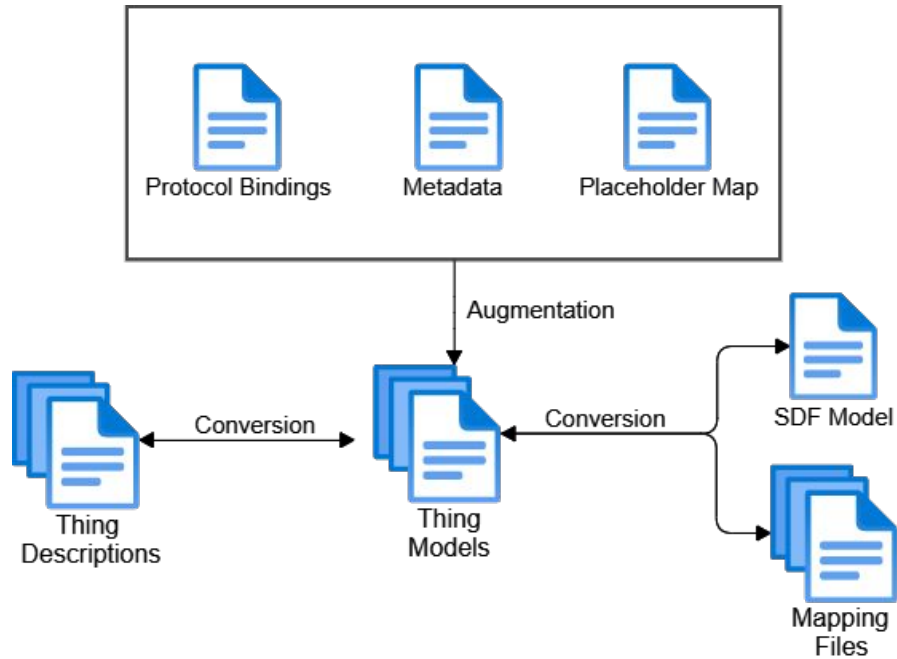 Protocol Bindings
Metadata
Placeholder Map
Augmentation
Conversion
Conversion
SDF Model
Thing
Descriptions
Thing
Models
Mapping
Files